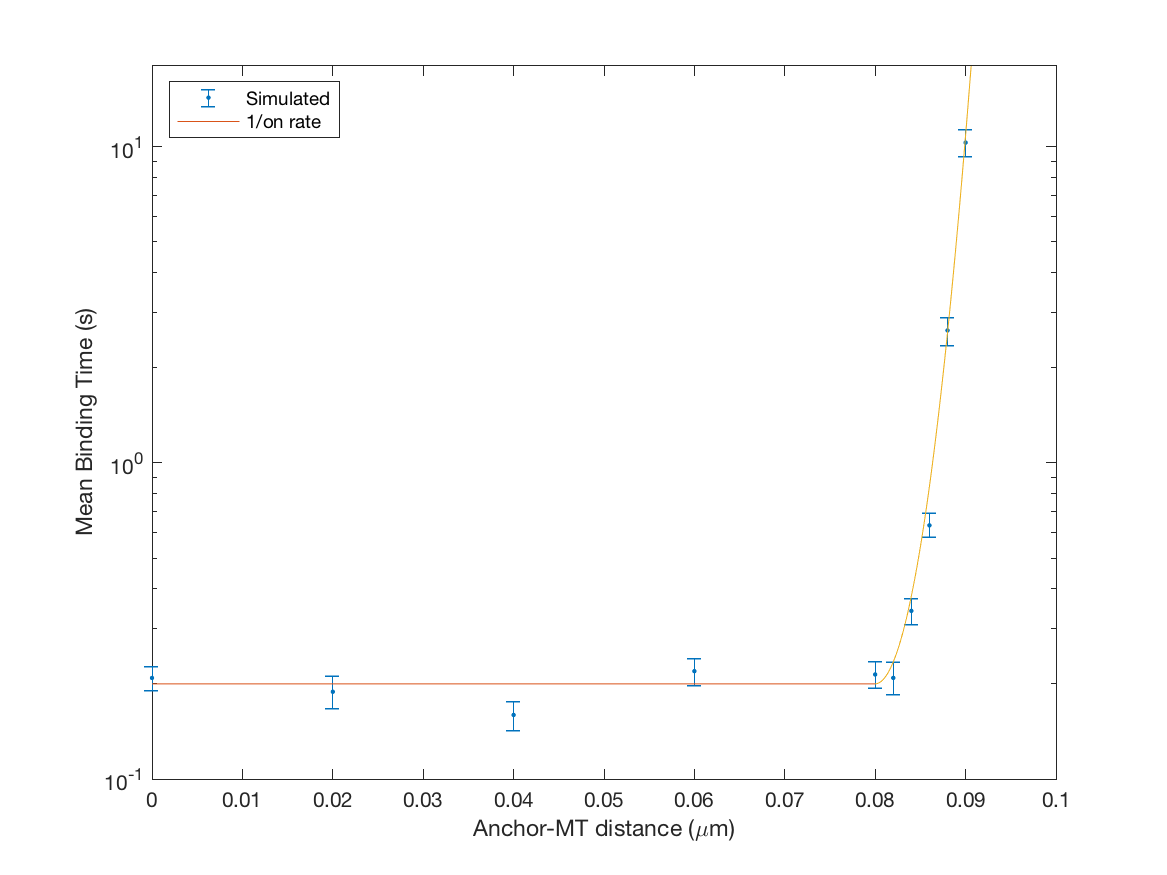 Simulated
1/on rate
10^1
10^0
10^-1
Mean Binding Time (s)
0 0.01 0.02 0.03 0.04 0.05 0.06 0.07 0.08 0.09 0.1
Anchor-MT distance (μm)